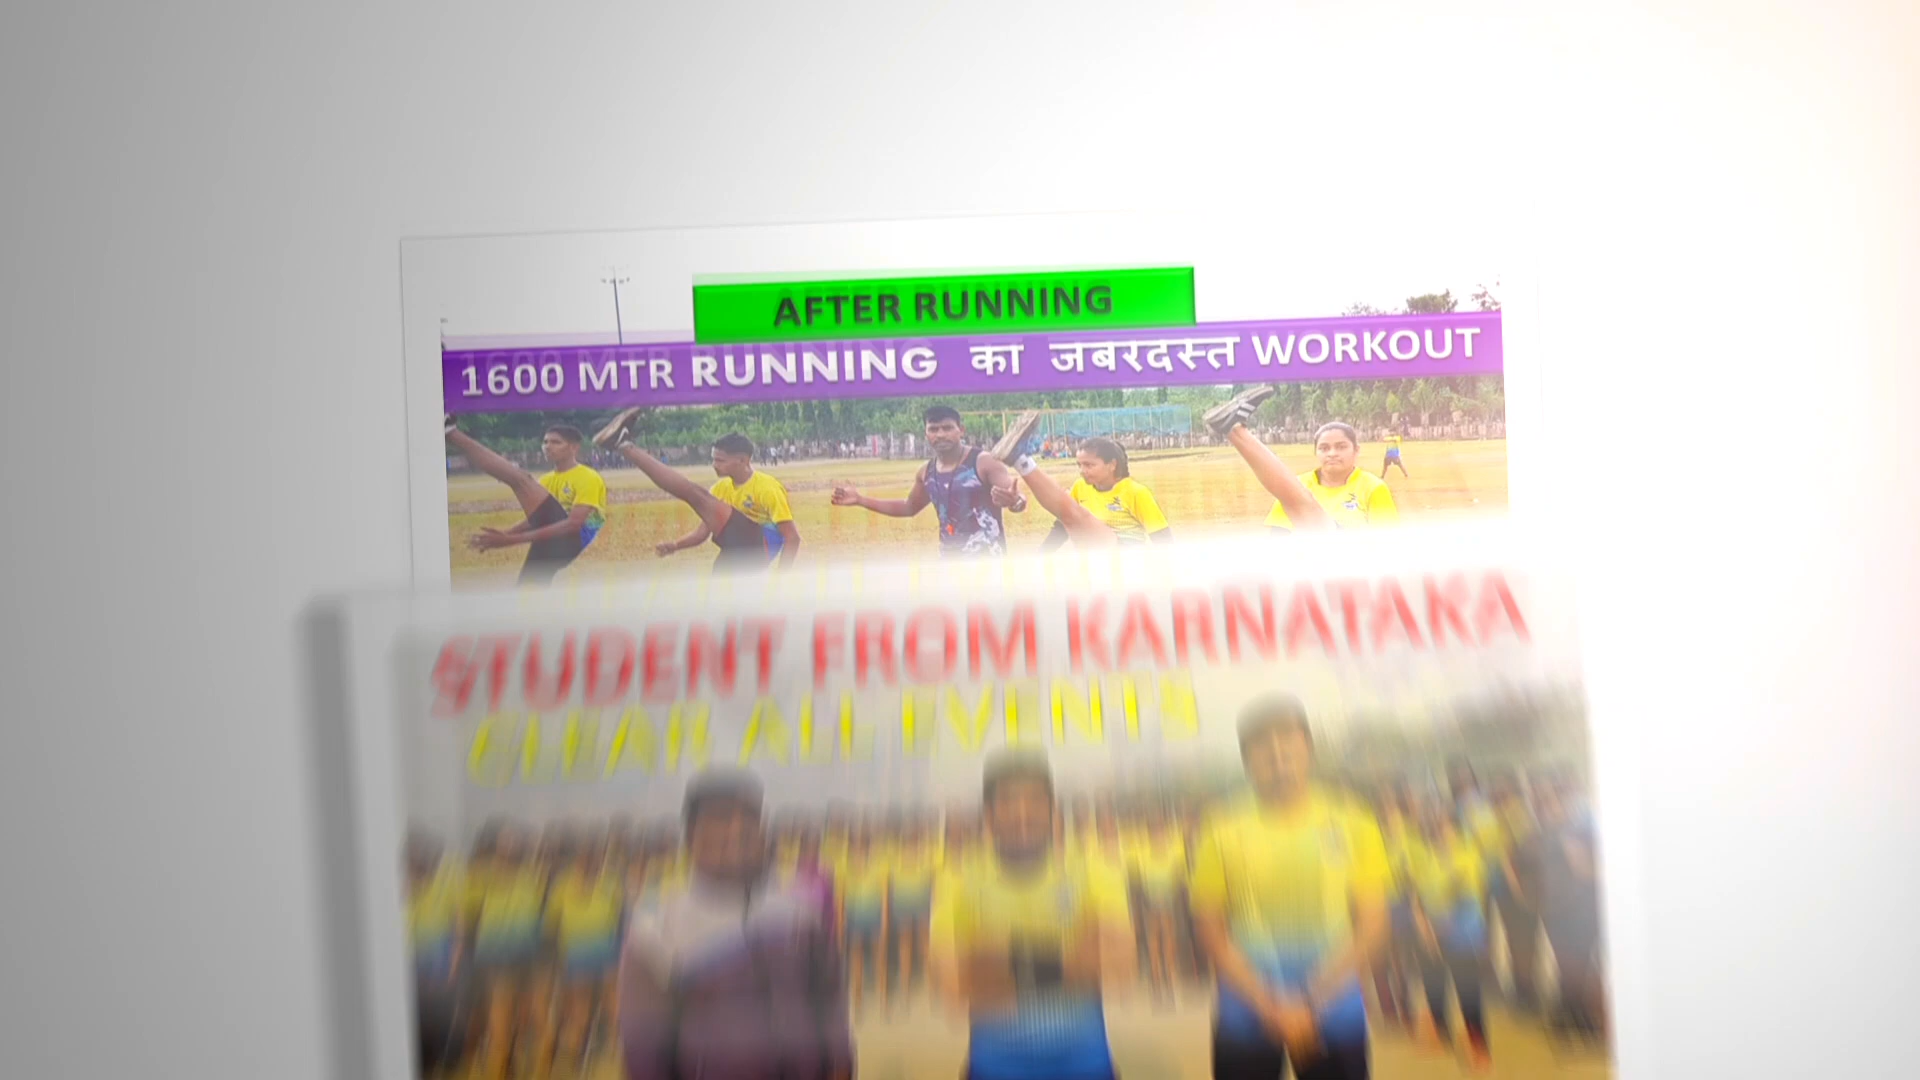 AFTER RUNNING
1600 MTR RUNNING का जबरदस्त WORKOUT
STUDENT FROM KARNATAKA
CLEAR ALL EVENTS